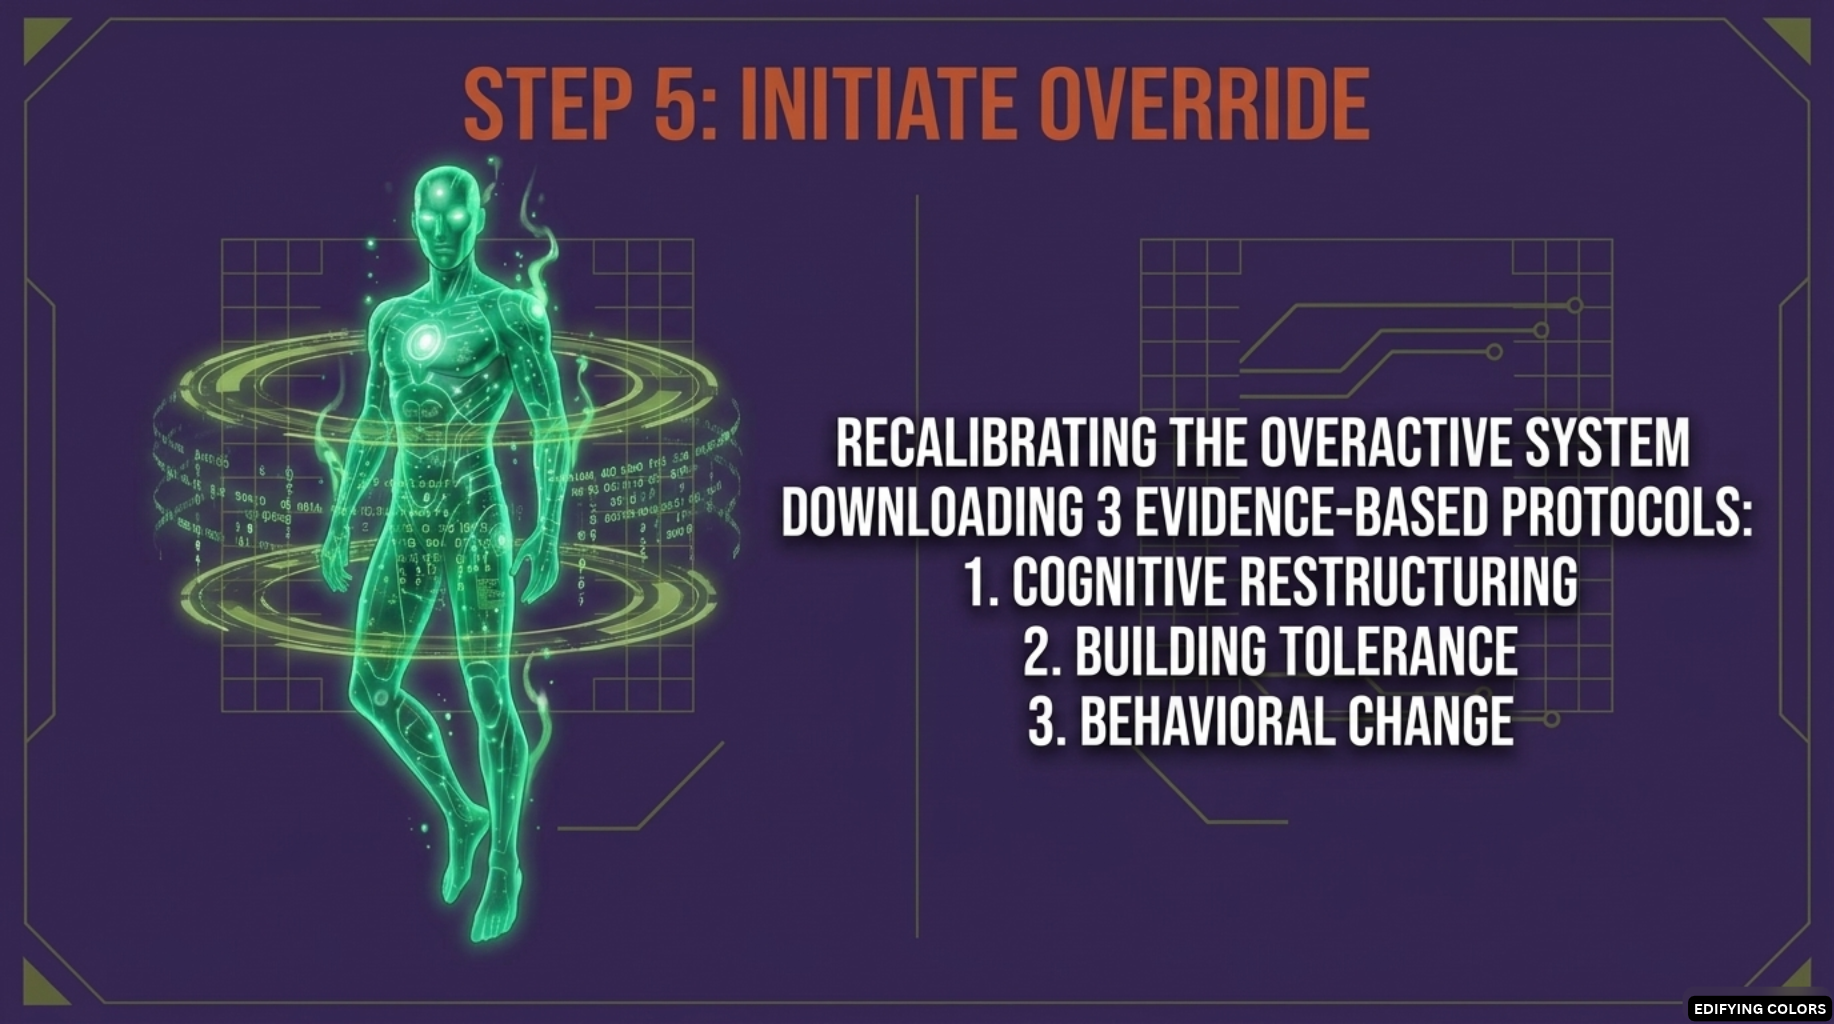 STEP 5: INITIATE OVERRIDE
RECALIBRATING THE OVERACTIVE SYSTEM
DOWNLOADING 3 EVIDENCE-BASED PROTOCOLS:
1. COGNITIVE RESTRUCTURING
2. BUILDING TOLERANCE
3. BEHAVIORAL CHANGE
EDIFYING COLORS